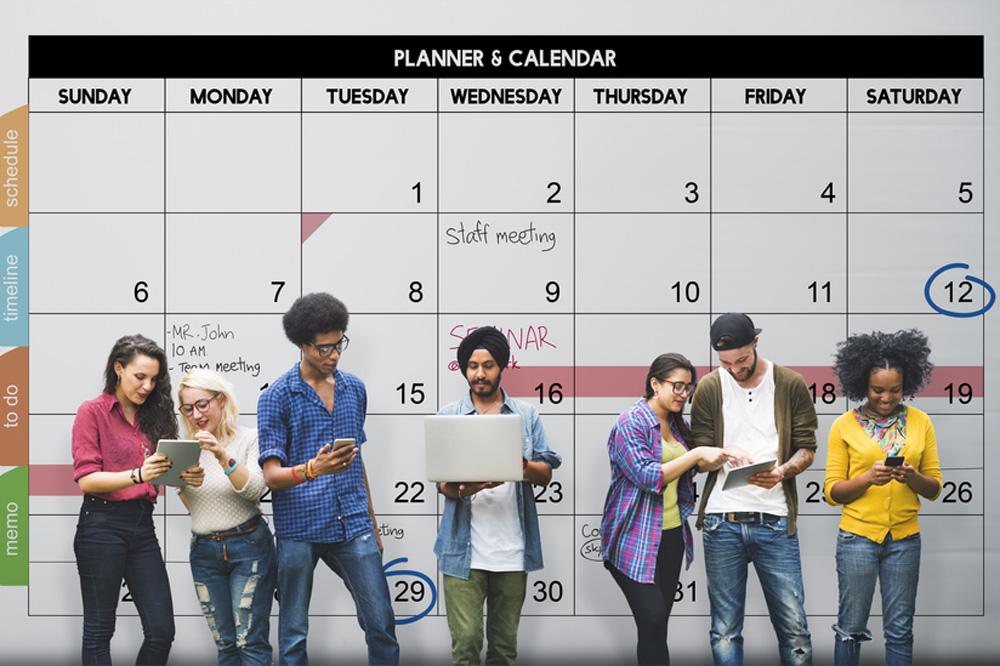 PLANNER & CALENDAR
SUNDAY MONDAY TUESDAY WEDNESDAY THURSDAY FRIDAY SATURDAY
schedule
1 2 3 4 5
Staff meeting
timeline
6 7 8 9 10 11 12
-MR. John
10 A.M.
- Team meeting
SEMINAR
to do
15 16 18 19
22 23 26
memo
29 30 31